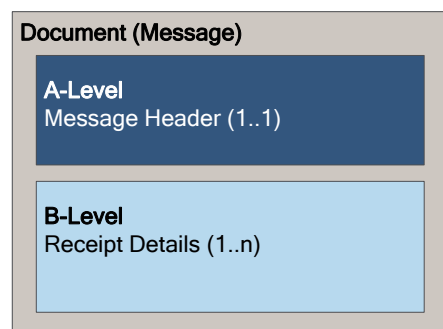 Document (Message)
A-Level
Message Header (1..1)
B-Level
Receipt Details (1..n)